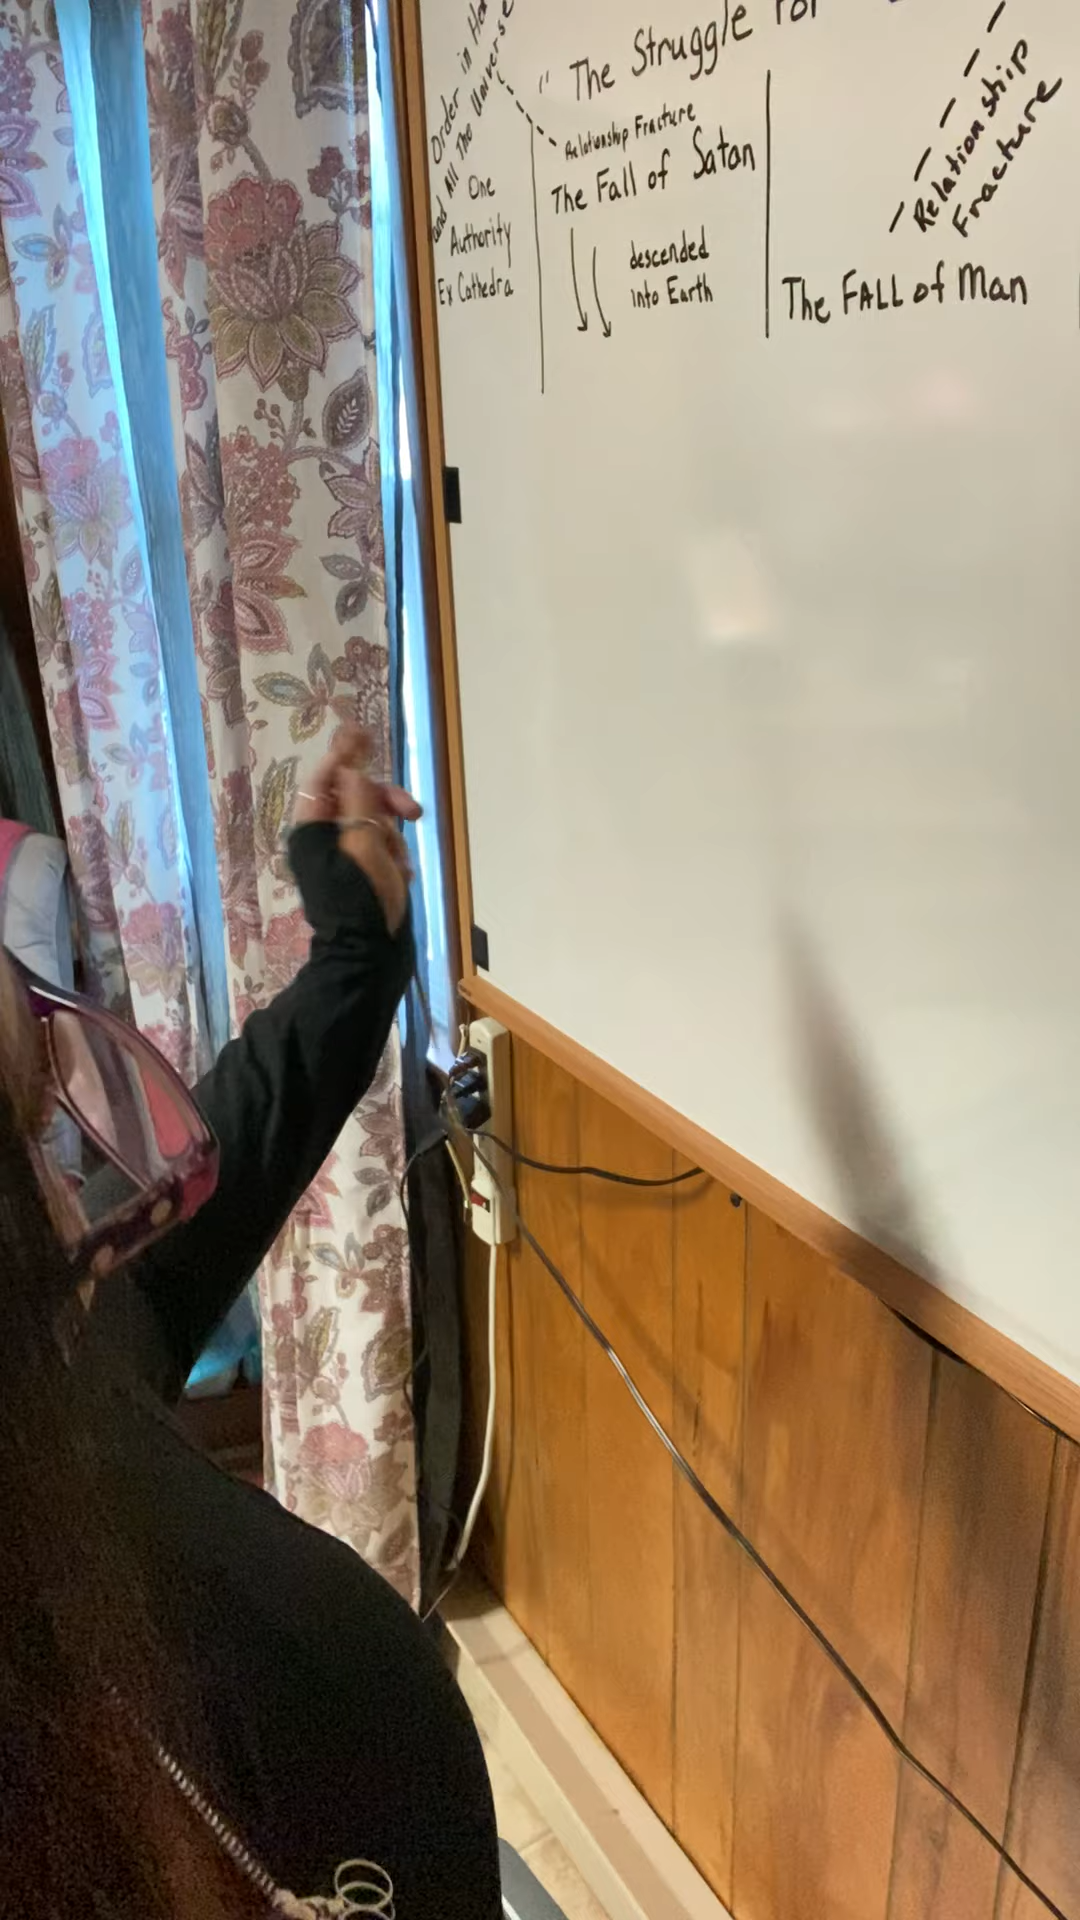 " The Struggle For
Order in
and All The Universe
One
Authority
Ex Cathedra
Relationship Fracture
The Fall of Satan
descended
into Earth
Relationship
Fracture
The FALL of Man